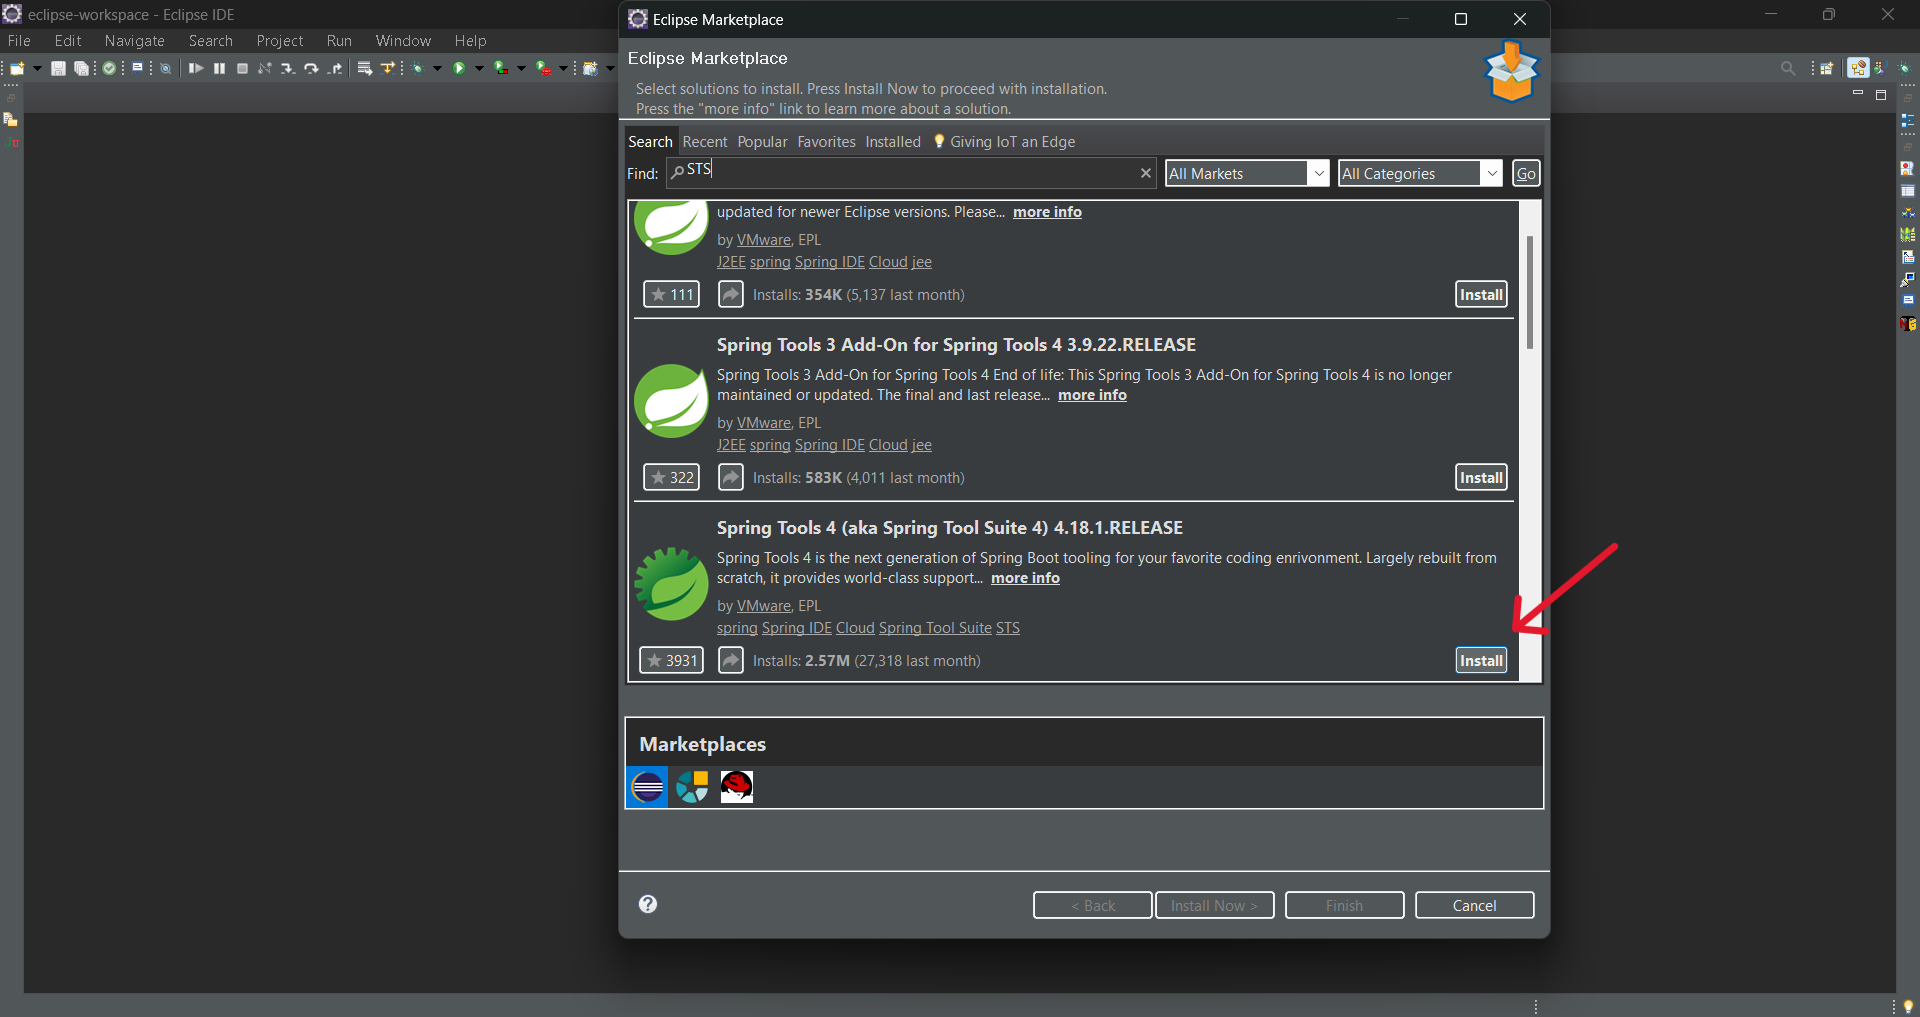 eclipse-workspace - Eclipse IDE
File Edit Navigate Search Project Run Window Help
Eclipse Marketplace
Eclipse Marketplace
Select solutions to install. Press Install Now to proceed with installation.
Press the "more info" link to learn more about a solution.
Search Recent Popular Favorites Installed Giving IoT an Edge
Find: STS All Markets All Categories Go
updated for newer Eclipse versions. Please... more info
by VMware, EPL
J2EE spring Spring IDE Cloud jee
111 Installs: 354K (5,137 last month) Install
Spring Tools 3 Add-On for Spring Tools 4 3.9.22.RELEASE
Spring Tools 3 Add-On for Spring Tools 4 End of life: This Spring Tools 3 Add-On for Spring Tools 4 is no longer
maintained or updated. The final and last release... more info
by VMware, EPL
J2EE spring Spring IDE Cloud jee
322 Installs: 583K (4,011 last month) Install
Spring Tools 4 (aka Spring Tool Suite 4) 4.18.1.RELEASE
Spring Tools 4 is the next generation of Spring Boot tooling for your favorite coding enrivonment. Largely rebuilt from
scratch, it provides world-class support... more info
by VMware, EPL
spring Spring IDE Cloud Spring Tool Suite STS
3931 Installs: 2.57M (27,318 last month) Install
Marketplaces
< Back Install Now > Finish Cancel